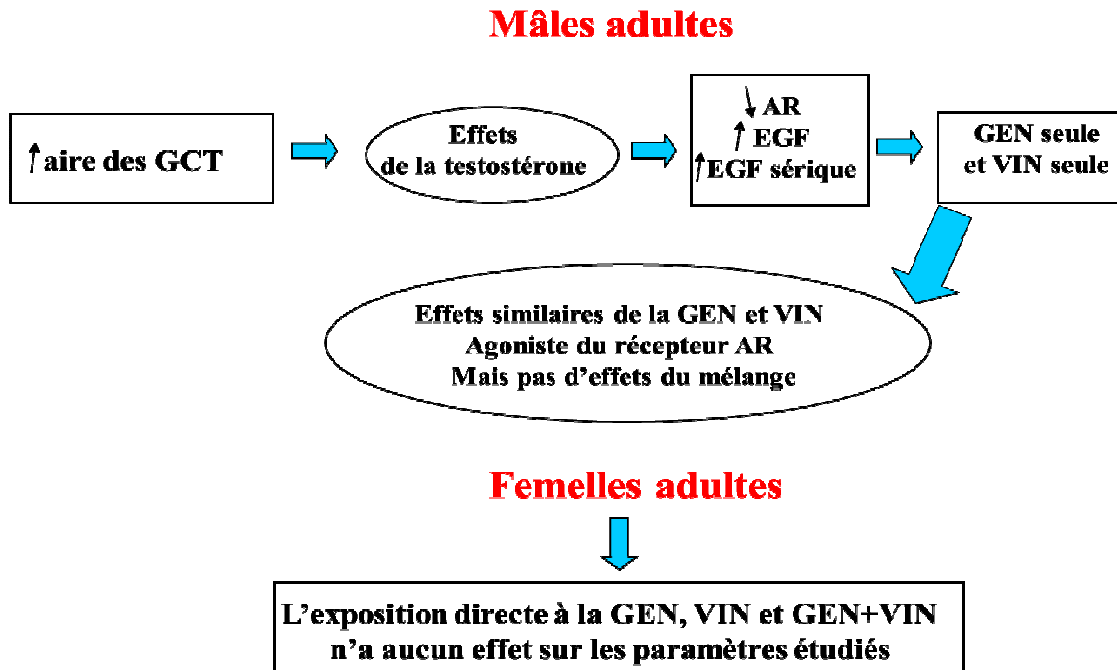 Mâles adultes
↑aire des GCT
Effets
de la testostérone
↓ AR
↑ EGF
↑EGF sérique
GEN seule
et VIN seule
Effets similaires de la GEN et VIN
Agoniste du récepteur AR
Mais pas d'effets du mélange
Femelles adultes
L'exposition directe à la GEN, VIN et GEN+VIN
n'a aucun effet sur les paramètres étudiés